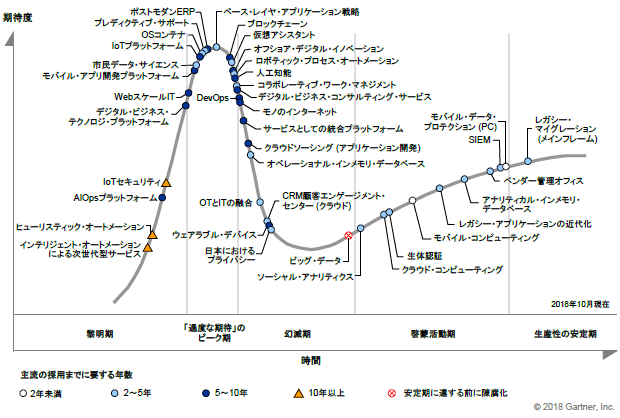 期待度
ポストモダンERP
プレディクティブ・サポート
OSコンテナ
IoTプラットフォーム
市民データ・サイエンス
モバイル・アプリ開発プラットフォーム
WebスケールIT
デジタル・ビジネス・
テクノロジ・プラットフォーム
IoTセキュリティ
AIOpsプラットフォーム
ヒューリスティック・オートメーション
インテリジェント・オートメーション
による次世代型サービス
ペース・レイヤ・アプリケーション戦略
ブロックチェーン
仮想アシスタント
オフショア・デジタル・イノベーション
ロボティック・プロセス・オートメーション
人工知能
コラボレーティブ・ワーク・マネジメント
デジタル・ビジネス・コンサルティング・サービス
DevOps
モノのインターネット
サービスとしての統合プラットフォーム
クラウドソーシング (アプリケーション開発)
オペレーショナル・インメモリ・データベース
OTとITの融合
CRM顧客エンゲージメント・
センター (クラウド)
ウェアラブル・デバイス
日本における
プライバシー
ビッグ・データ
ソーシャル・アナリティクス
クラウド・コンピューティング
生体認証
モバイル・コンピューティング
レガシー・アプリケーションの近代化
アナリティカル・インメモリ・
データベース
ベンダー管理オフィス
SIEM
モバイル・データ・
プロテクション (PC)
レガシー・
マイグレーション
(メインフレーム)
2018年10月現在
黎明期
「過度な期待」の
ピーク期
幻滅期
啓蒙活動期
生産性の安定期
時間
主流の採用までに要する年数
2年未満
2～5年
5～10年
10年以上
安定期に達する前に陳腐化
© 2018 Gartner, Inc.